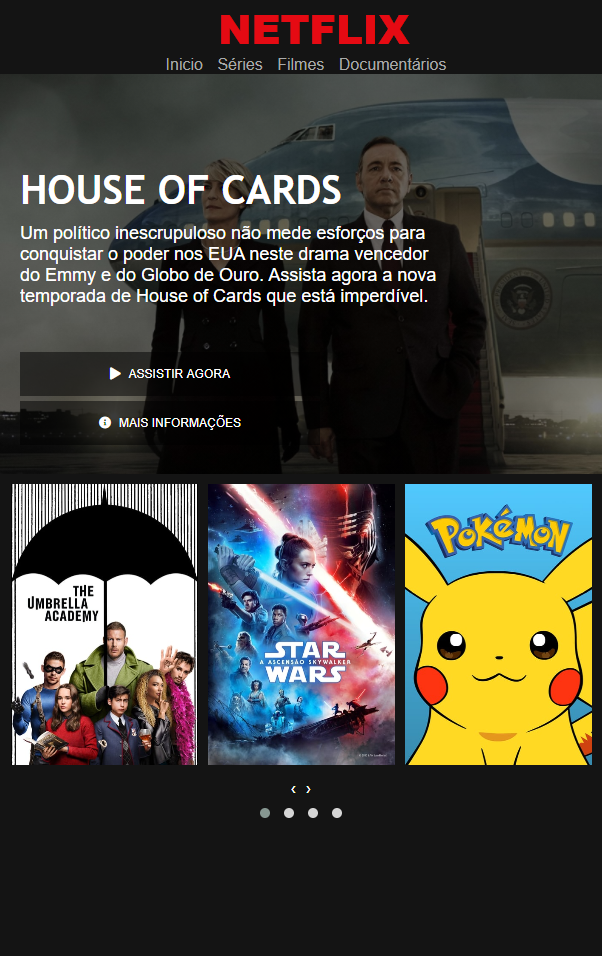 NETFLIX
Inicio Séries Filmes Documentários
HOUSE OF CARDS
Um político inescrupuloso não mede esforços para
conquistar o poder nos EUA neste drama vencedor
do Emmy e do Globo de Ouro. Assista agora a nova
temporada de House of Cards que está imperdível.
ASSISTIR AGORA
MAIS INFORMAÇÕES
THE
UMBRELLA
ACADEMY
STAR
A ASCENSÃO SKYWALKER
WARS
POKÉMON
‹ ›